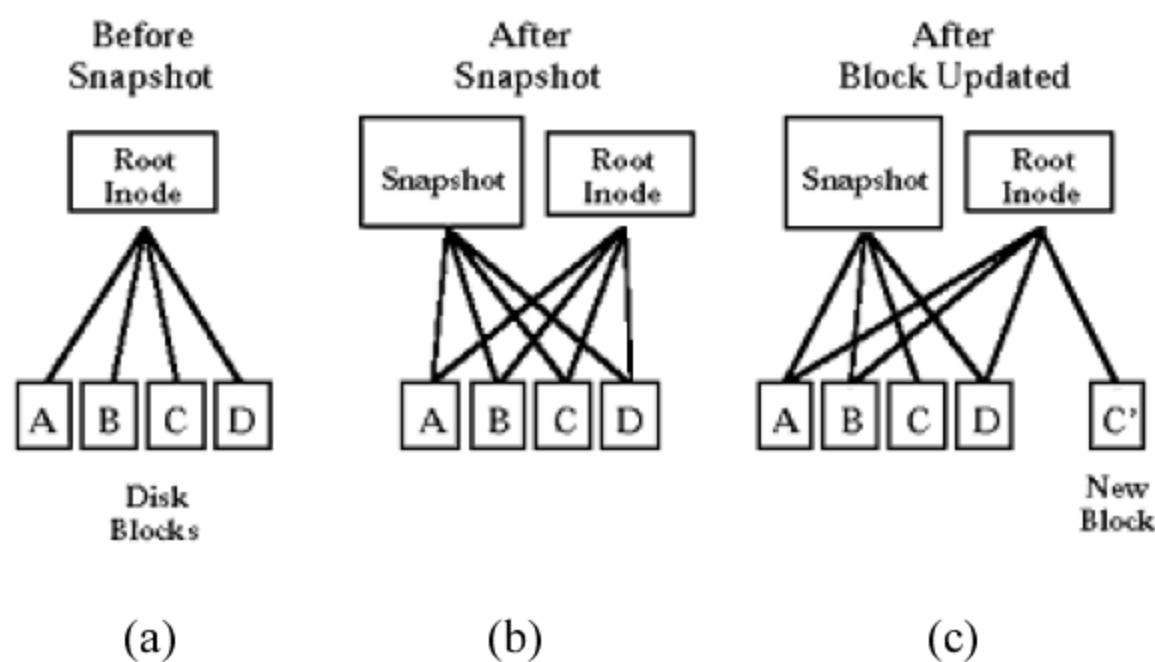 Before
Snapshot
Root
Inode
A B C D
Disk
Blocks
(a)
After
Snapshot
Snapshot
Root
Inode
A B C D
(b)
After
Block Updated
Snapshot
Root
Inode
A B C D C'
New
Block
(c)